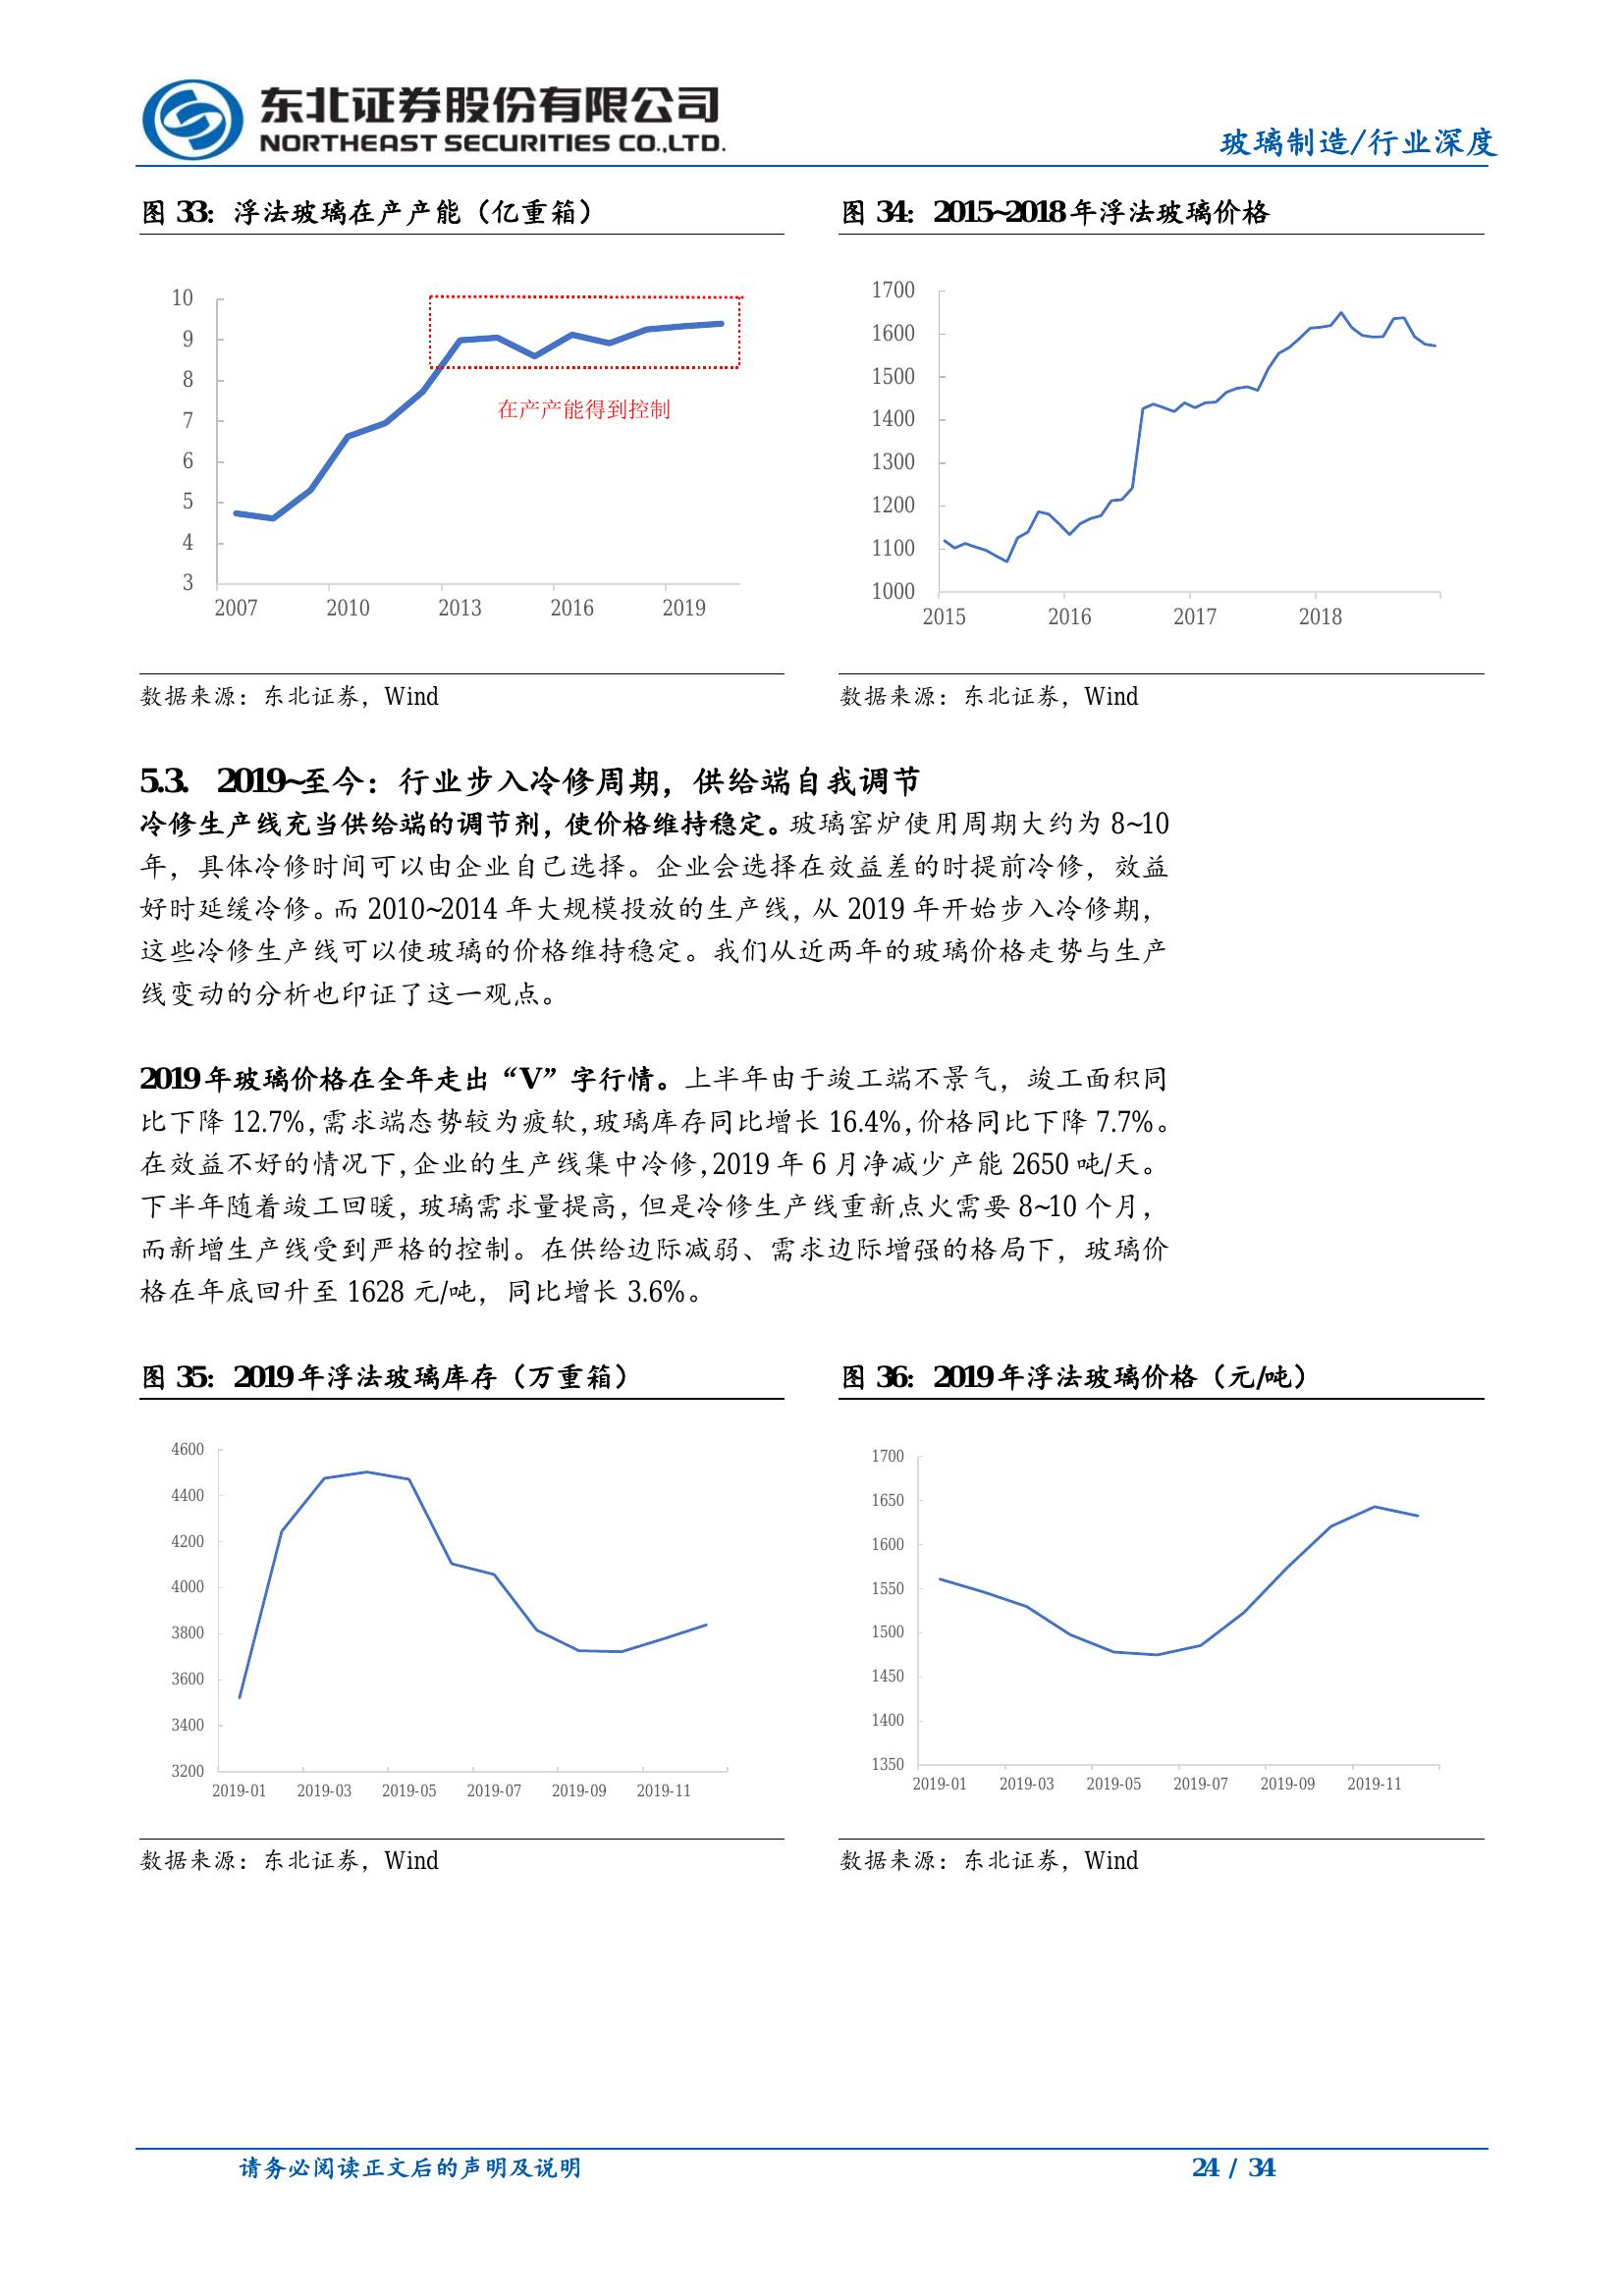 东北证券股份有限公司
NORTHEAST SECURITIES CO.,LTD.
玻璃制造/行业深度
图 33：浮法玻璃在产产能（亿重箱）
10
9
8
7
6
5
4
3
2007 2010 2013 2016 2019
在产产能得到控制
数据来源：东北证券，Wind
图 34：2015~2018 年浮法玻璃价格
1700
1600
1500
1400
1300
1200
1100
1000
2015 2016 2017 2018
数据来源：东北证券，Wind
5.3. 2019~至今：行业步入冷修周期，供给端自我调节
冷修生产线充当供给端的调节剂，使价格维持稳定。玻璃窑炉使用周期大约为 8~10
年，具体冷修时间可以由企业自己选择。企业会选择在效益差的时提前冷修，效益
好时延缓冷修。而 2010~2014 年大规模投放的生产线，从 2019 年开始步入冷修期，
这些冷修生产线可以使玻璃的价格维持稳定。我们从近两年的玻璃价格走势与生产
线变动的分析也印证了这一观点。
2019 年玻璃价格在全年走出“V”字行情。上半年由于竣工端不景气，竣工面积同
比下降 12.7%，需求端态势较为疲软，玻璃库存同比增长 16.4%，价格同比下降 7.7%。
在效益不好的情况下，企业的生产线集中冷修，2019 年 6 月净减少产能 2650 吨/天。
下半年随着竣工回暖，玻璃需求量提高，但是冷修生产线重新点火需要 8~10 个月，
而新增生产线受到严格的控制。在供给边际减弱、需求边际增强的格局下，玻璃价
格在年底回升至 1628 元/吨，同比增长 3.6%。
图 35：2019 年浮法玻璃库存（万重箱）
4600
4400
4200
4000
3800
3600
3400
3200
2019-01 2019-03 2019-05 2019-07 2019-09 2019-11
数据来源：东北证券，Wind
图 36：2019 年浮法玻璃价格（元/吨）
1700
1650
1600
1550
1500
1450
1400
1350
2019-01 2019-03 2019-05 2019-07 2019-09 2019-11
数据来源：东北证券，Wind
请务必阅读正文后的声明及说明
24 / 34